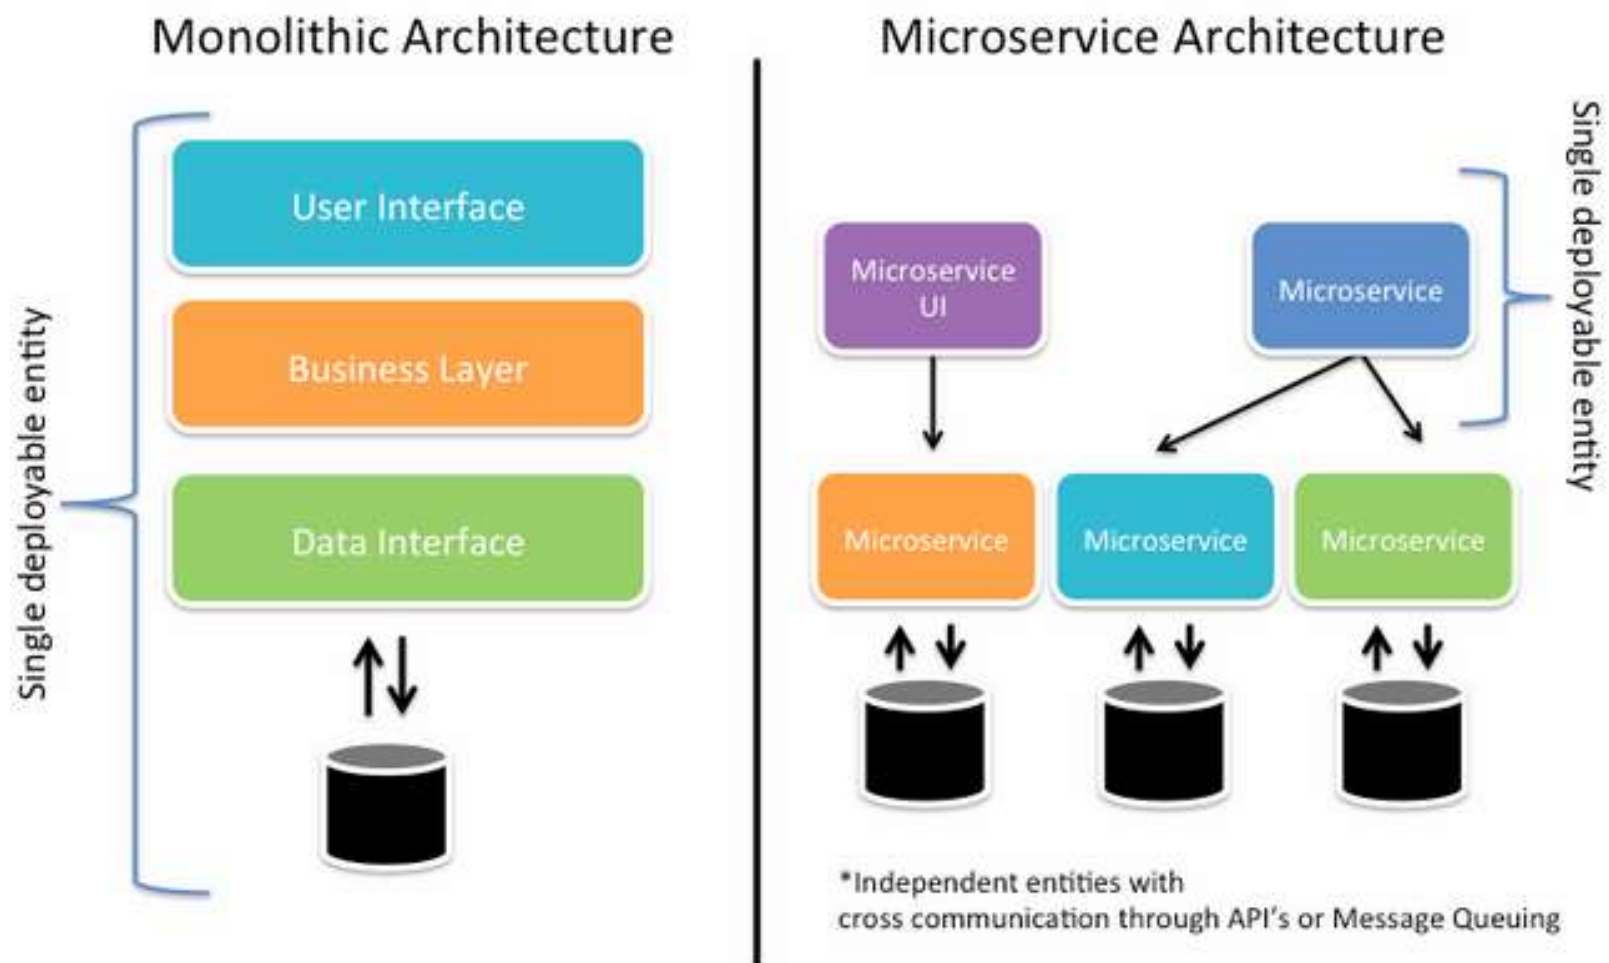 Monolithic Architecture
Single deployable entity
User Interface
Business Layer
Data Interface
Microservice Architecture
Single deployable entity
Microservice
UI
Microservice
Microservice
Microservice
Microservice
*Independent entities with
cross communication through API's or Message Queuing